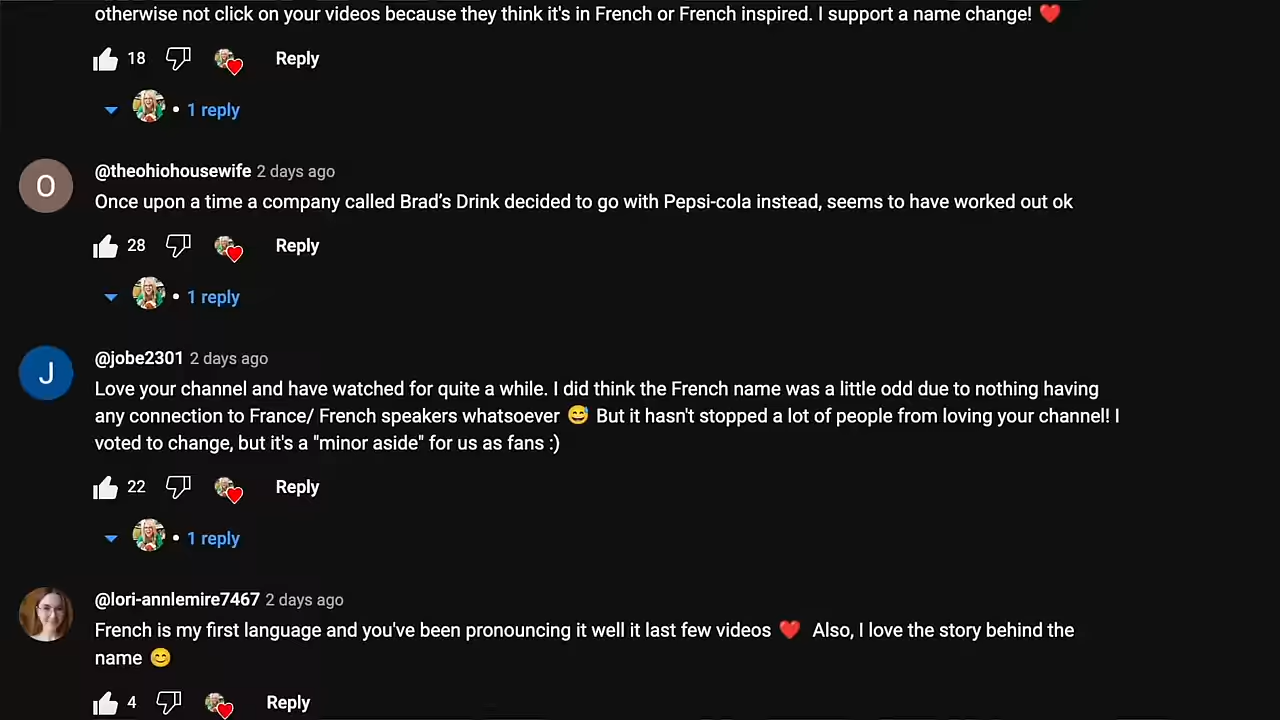 otherwise not click on your videos because they think it's in French or French inspired. I support a name change! ❤️
18 Reply
• 1 reply
O
@theohiohousewife 2 days ago
Once upon a time a company called Brad’s Drink decided to go with Pepsi-cola instead, seems to have worked out ok
28 Reply
• 1 reply
J
@jobe2301 2 days ago
Love your channel and have watched for quite a while. I did think the French name was a little odd due to nothing having
any connection to France/ French speakers whatsoever 😅 But it hasn't stopped a lot of people from loving your channel! I
voted to change, but it's a "minor aside" for us as fans :)
22 Reply
• 1 reply
@lori-annlemire7467 2 days ago
French is my first language and you've been pronouncing it well it last few videos ❤️ Also, I love the story behind the
name 😊
4 Reply